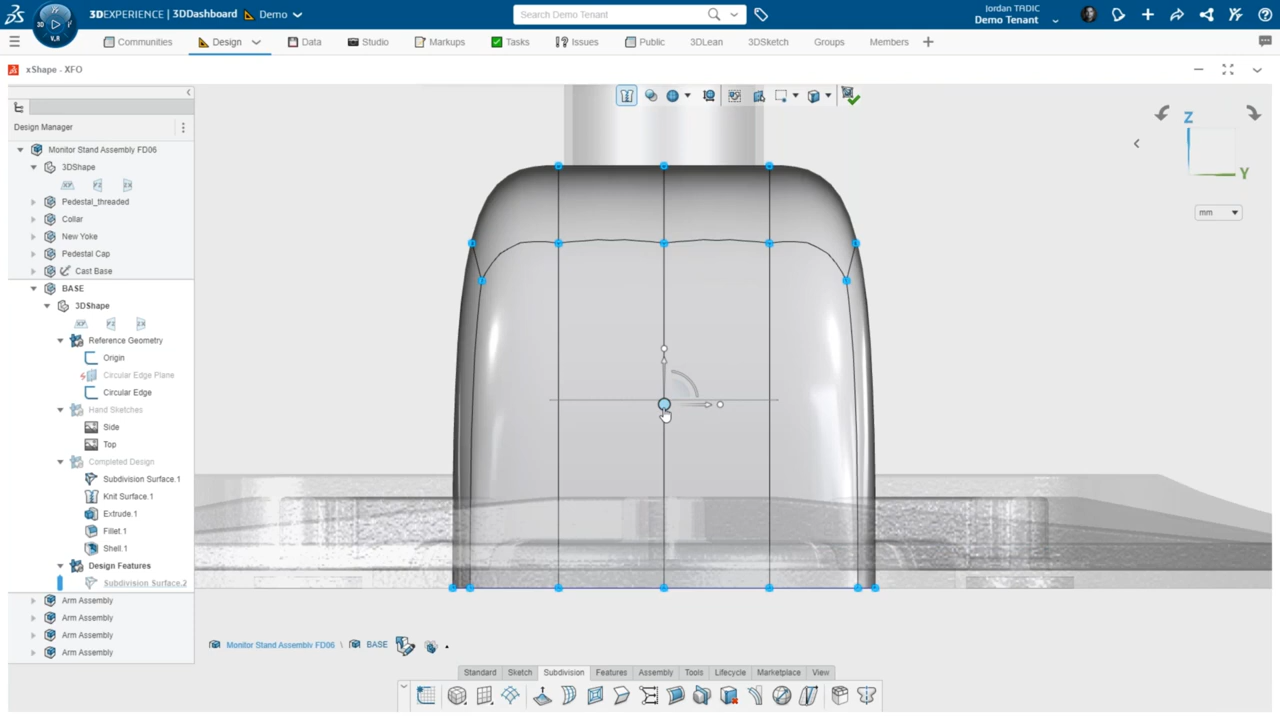 3DEXPERIENCE | 3DDashboard Demo
Search Demo Tenant
Jordan TRDIC
Demo Tenant
3D
V.R
Communities
Design
Data
Studio
Markups
Tasks
Issues
Public
3DLean
3DSketch
Groups
Members
xShape - XFO
Design Manager
Monitor Stand Assembly FD06
3DShape
Pedestal_threaded
Collar
New Yoke
Pedestal Cap
Cast Base
BASE
3DShape
Reference Geometry
Origin
Circular Edge Plane
Circular Edge
Hand Sketches
Side
Top
Completed Design
Subdivision Surface.1
Knit Surface.1
Extrude.1
Fillet.1
Shell.1
Design Features
Subdivision Surface.2
Arm Assembly
Arm Assembly
Arm Assembly
Arm Assembly
Z
Y
mm
Monitor Stand Assembly FD06 \ BASE
Standard
Sketch
Subdivision
Features
Assembly
Tools
Lifecycle
Marketplace
View